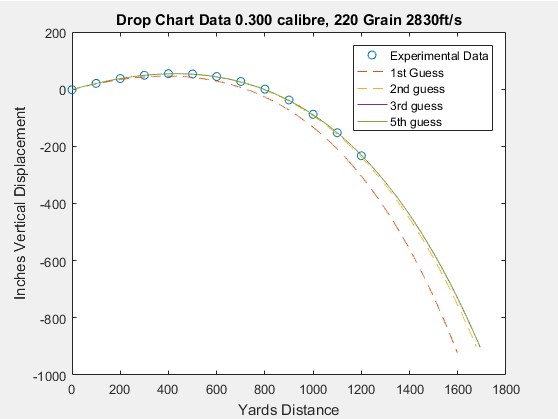 Drop Chart Data 0.300 calibre, 220 Grain 2830ft/s
Experimental Data
1st Guess
2nd guess
3rd guess
5th guess
Inches Vertical Displacement
200
0
-200
-400
-600
-800
-1000
0 200 400 600 800 1000 1200 1400 1600 1800
Yards Distance